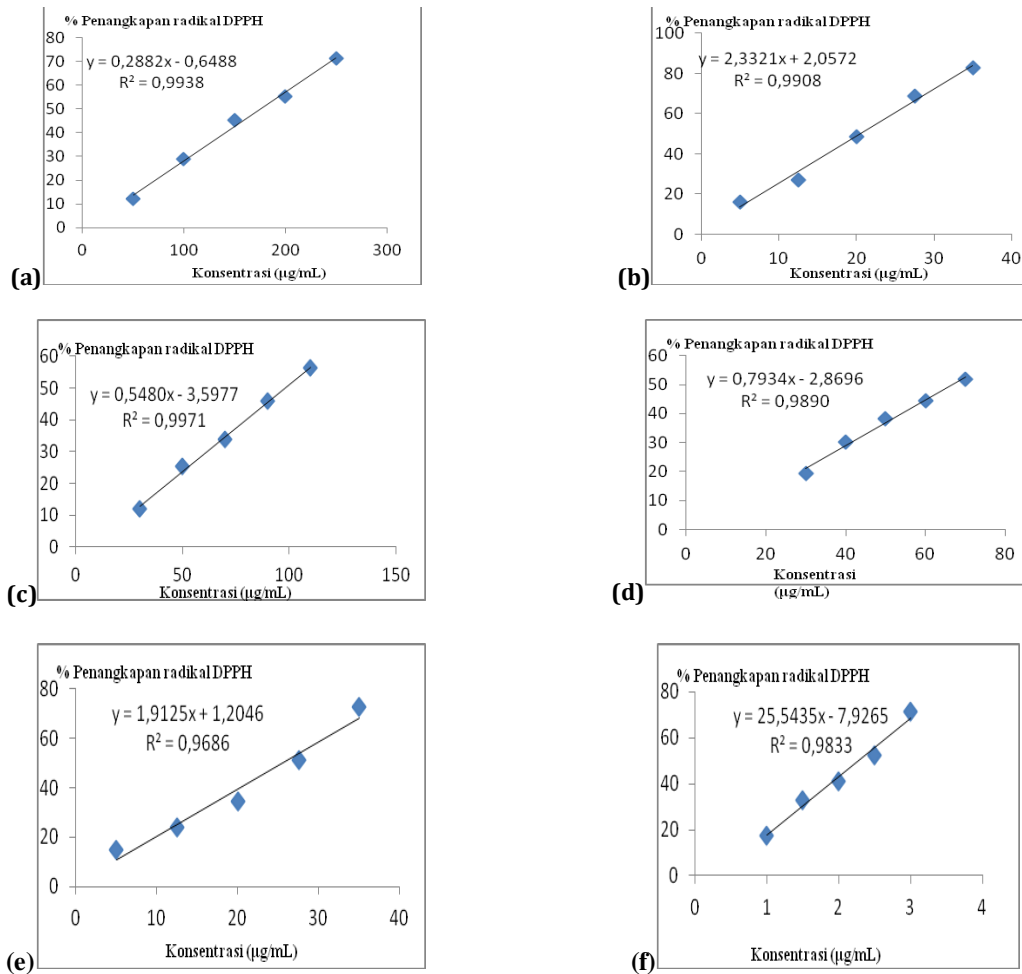 % Penangkapan radikal DPPH
80
70
60
50
40
30
20
10
0
y = 0,2882x - 0,6488
R² = 0,9938
0 100 200 300
Konsentrasi (µg/mL)
(a)
% Penangkapan radikal DPPH
100
80
60
40
20
0
y = 2,3321x + 2,0572
R² = 0,9908
0 10 20 30 40
Konsentrasi (µg/mL)
(b)
% Penangkapan radikal DPPH
60
50
40
30
20
10
0
y = 0,5480x - 3,5977
R² = 0,9971
0 50 100 150
Konsentrasi (µg/mL)
(c)
% Penangkapan radikal DPPH
60
50
40
30
20
10
0
y = 0,7934x - 2,8696
R² = 0,9890
0 20 40 60 80
Konsentrasi
(µg/mL)
(d)
% Penangkapan radikal DPPH
80
60
40
20
0
y = 1,9125x + 1,2046
R² = 0,9686
0 10 20 30 40
Konsentrasi (µg/mL)
(e)
% Penangkapan radikal DPPH
80
60
40
20
0
y = 25,5435x - 7,9265
R² = 0,9833
0 1 2 3 4
Konsentrasi (µg/mL)
(f)